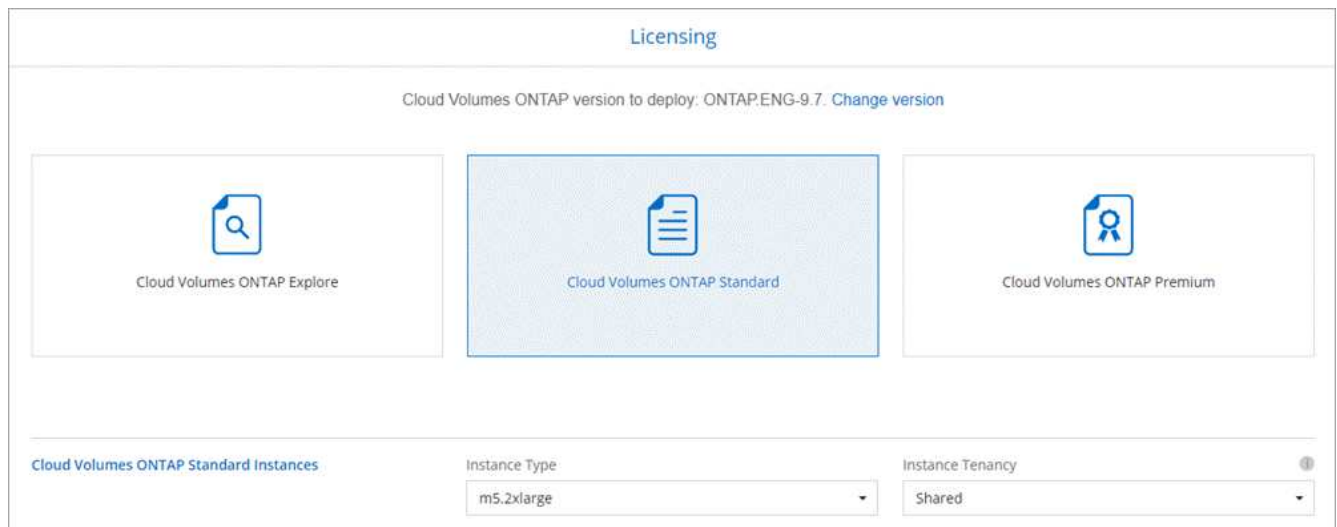 Licensing
Cloud Volumes ONTAP version to deploy: ONTAP.ENG-9.7. Change version
Cloud Volumes ONTAP Explore
Cloud Volumes ONTAP Standard
Cloud Volumes ONTAP Premium
Cloud Volumes ONTAP Standard Instances
Instance Type
m5.2xlarge
Instance Tenancy
Shared